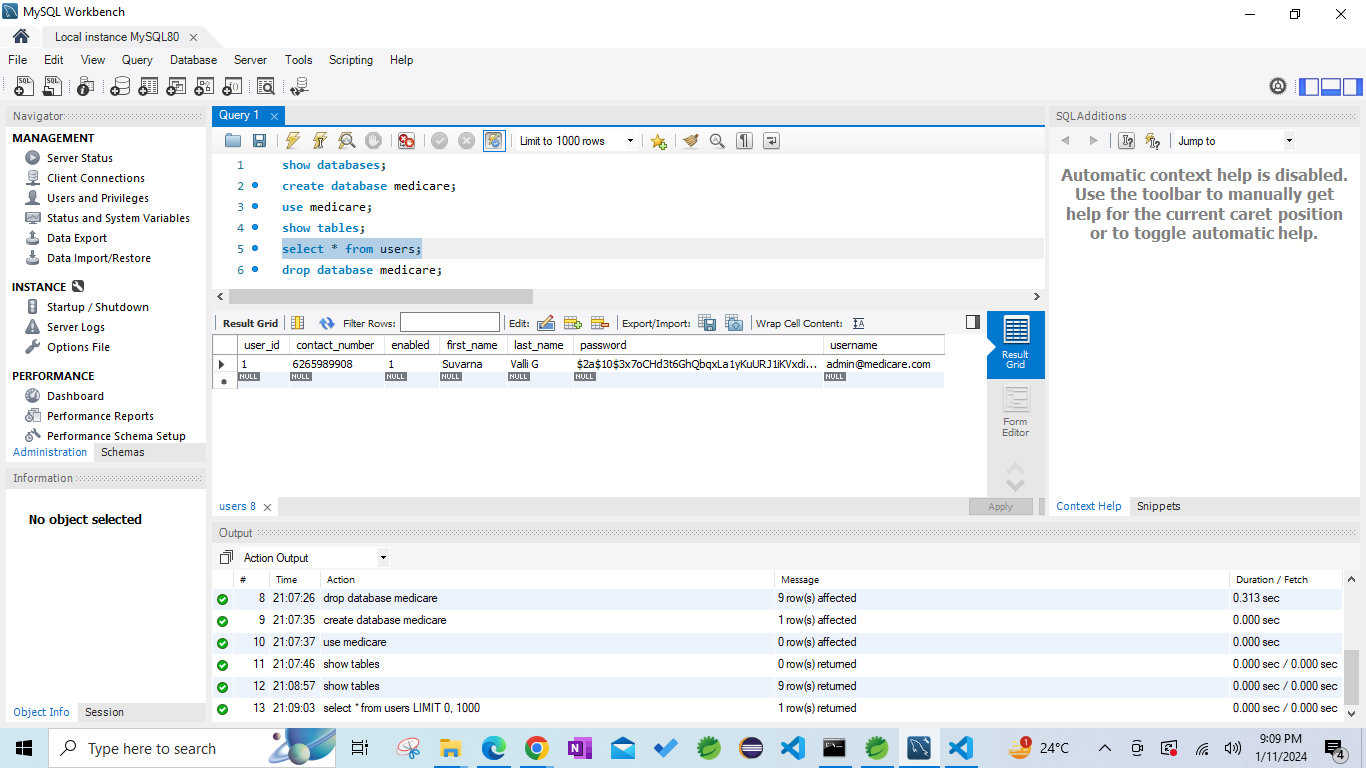 MySQL Workbench
Local instance MySQL80
File Edit View Query Database Server Tools Scripting Help
Navigator
MANAGEMENT
Server Status
Client Connections
Users and Privileges
Status and System Variables
Data Export
Data Import/Restore
INSTANCE
Startup / Shutdown
Server Logs
Options File
PERFORMANCE
Dashboard
Performance Reports
Performance Schema Setup
Administration Schemas
Information
No object selected
Object Info Session
Query 1
Limit to 1000 rows
1 show databases;
2 create database medicare;
3 use medicare;
4 show tables;
5 select * from users;
6 drop database medicare;
Result Grid Filter Rows: Edit: Export/Import: Wrap Cell Content:
user_id contact_number enabled first_name last_name password username
1 6265989908 1 Suvarna Valli G $2a$10$3x7oCHd3t6GhQbqxLa1yKuURJ1iKVxdi... admin@medicare.com
NULL NULL NULL NULL NULL NULL NULL
Result
Grid
Form
Editor
users 8 Apply
SQLAdditions
Jump to
Automatic context help is disabled.
Use the toolbar to manually get
help for the current caret position
or to toggle automatic help.
Context Help Snippets
Output
Action Output
# Time Action Message Duration / Fetch
8 21:07:26 drop database medicare 9 row(s) affected 0.313 sec
9 21:07:35 create database medicare 1 row(s) affected 0.000 sec
10 21:07:37 use medicare 0 row(s) affected 0.000 sec
11 21:07:46 show tables 0 row(s) returned 0.000 sec / 0.000 sec
12 21:08:57 show tables 9 row(s) returned 0.000 sec / 0.000 sec
13 21:09:03 select * from users LIMIT 0, 1000 1 row(s) returned 0.000 sec / 0.000 sec
Type here to search
1
24°C
9:09 PM
1/11/2024
4